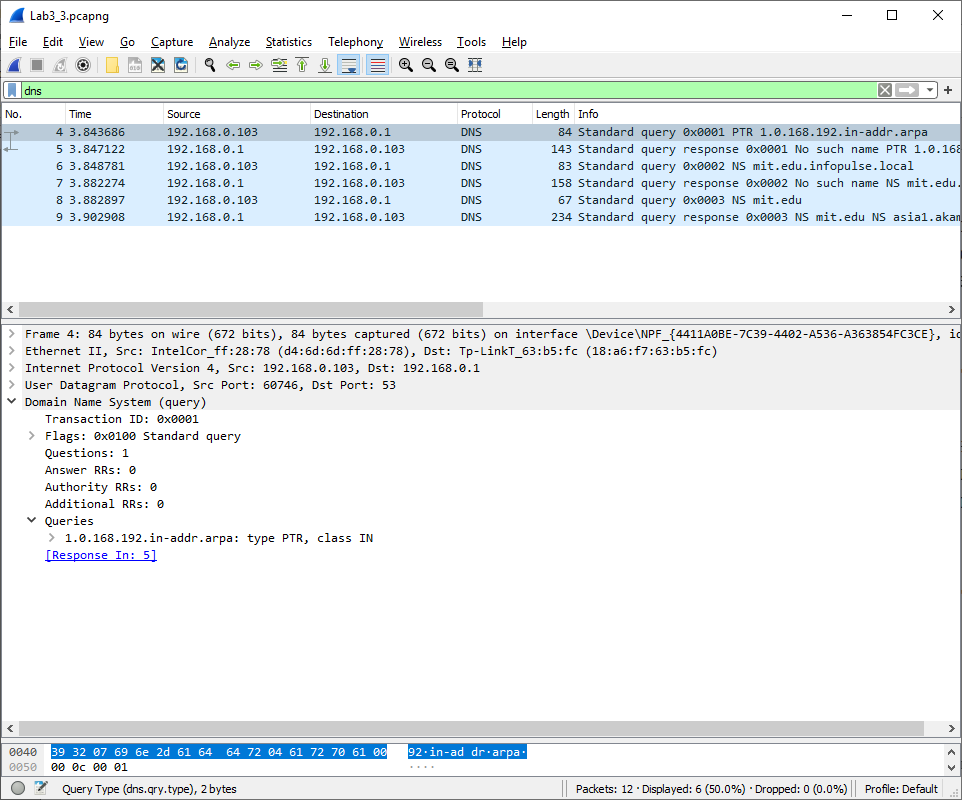 Lab3_3.pcapng
File Edit View Go Capture Analyze Statistics Telephony Wireless Tools Help
dns
No. Time Source Destination Protocol Length Info
4 3.843686 192.168.0.103 192.168.0.1 DNS 84 Standard query 0x0001 PTR 1.0.168.192.in-addr.arpa
5 3.847122 192.168.0.1 192.168.0.103 DNS 143 Standard query response 0x0001 No such name PTR 1.0.168
6 3.848781 192.168.0.103 192.168.0.1 DNS 83 Standard query 0x0002 NS mit.edu.infopulse.local
7 3.882274 192.168.0.1 192.168.0.103 DNS 158 Standard query response 0x0002 No such name NS mit.edu.
8 3.882897 192.168.0.103 192.168.0.1 DNS 67 Standard query 0x0003 NS mit.edu
9 3.902908 192.168.0.1 192.168.0.103 DNS 234 Standard query response 0x0003 NS mit.edu NS asia1.akam
Frame 4: 84 bytes on wire (672 bits), 84 bytes captured (672 bits) on interface \Device\NPF_{4411A0BE-7C39-4402-A536-A363854FC3CE}, id
Ethernet II, Src: IntelCor_ff:28:78 (d4:6d:6d:ff:28:78), Dst: Tp-LinkT_63:b5:fc (18:a6:f7:63:b5:fc)
Internet Protocol Version 4, Src: 192.168.0.103, Dst: 192.168.0.1
User Datagram Protocol, Src Port: 60746, Dst Port: 53
Domain Name System (query)
Transaction ID: 0x0001
Flags: 0x0100 Standard query
Questions: 1
Answer RRs: 0
Authority RRs: 0
Additional RRs: 0
Queries
1.0.168.192.in-addr.arpa: type PTR, class IN
[Response In: 5]
0040 39 32 07 69 6e 2d 61 64 64 72 04 61 72 70 61 00 92·in-ad dr·arpa·
0050 00 0c 00 01 ····
Query Type (dns.qry.type), 2 bytes Packets: 12 · Displayed: 6 (50.0%) · Dropped: 0 (0.0%) Profile: Default